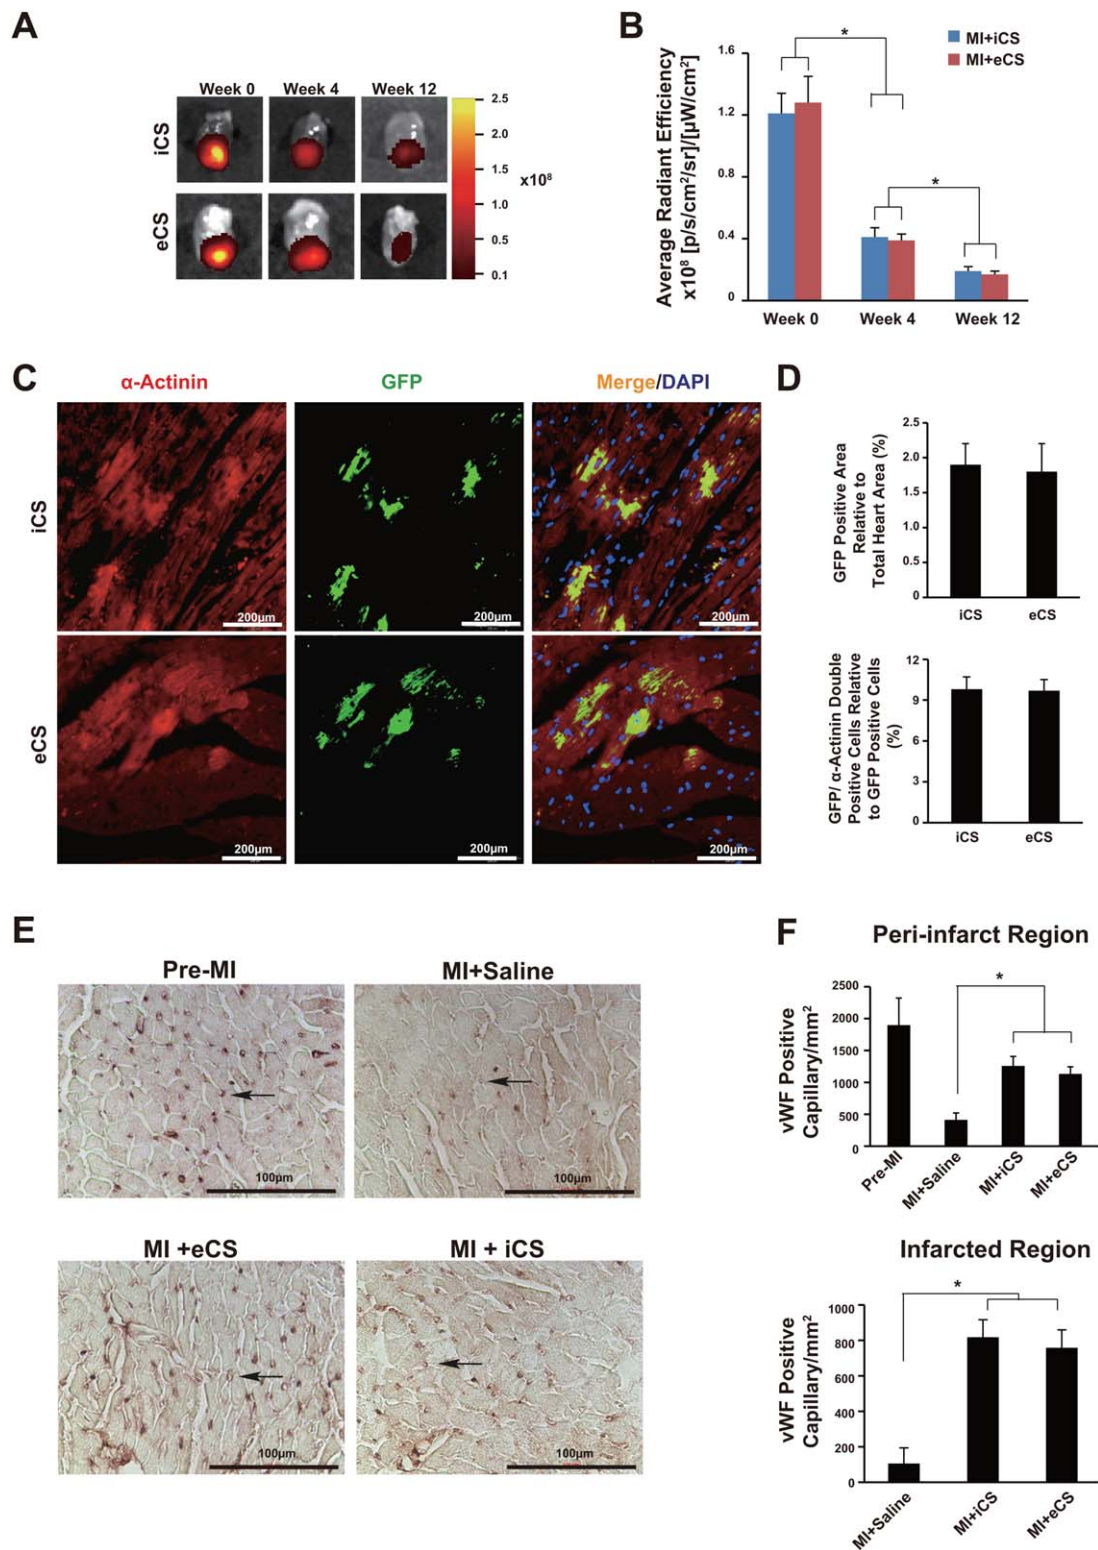 A
Week 0 Week 4 Week 12
iCS
eCS
2.5
2.0
1.5
x10⁸
1.0
0.5
0.1
B
MI+iCS
MI+eCS
Average Radiant Efficiency
x10⁸ [p/s/cm²/sr]/[µW/cm²]
1.6
1.2
0.8
0.4
0
*
*
Week 0 Week 4 Week 12
C
α-Actinin GFP Merge/DAPI
iCS
200µm 200µm 200µm
eCS
200µm 200µm 200µm
D
GFP Positive Area
Relative to
Total Heart Area (%)
2.5
2.0
1.5
1.0
0.5
0
iCS eCS
GFP/ α-Actinin Double
Positive Cells Relative
to GFP Positive Cells
(%)
12
9
6
3
0
iCS eCS
E
Pre-MI MI+Saline
100µm 100µm
MI +eCS MI + iCS
100µm 100µm
F
Peri-infarct Region
*
vWF Positive
Capillary/mm²
2500
2000
1500
1000
500
0
Pre-MI MI+Saline MI+iCS MI+eCS
Infarcted Region
*
vWF Positive
Capillary/mm²
800
600
400
200
0
MI+Saline MI+iCS MI+eCS